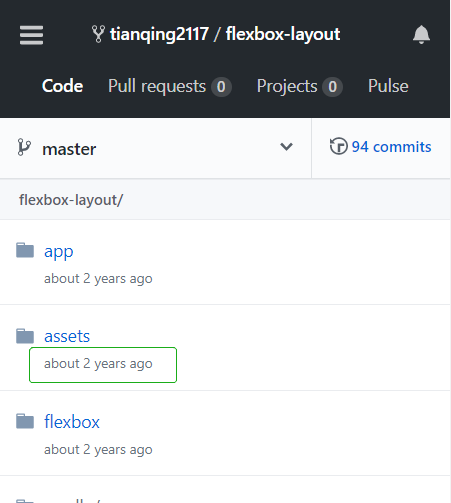 tianqing2117 / flexbox-layout
Code Pull requests 0 Projects 0 Pulse
master 94 commits
flexbox-layout/
app
about 2 years ago
assets
about 2 years ago
flexbox
about 2 years ago